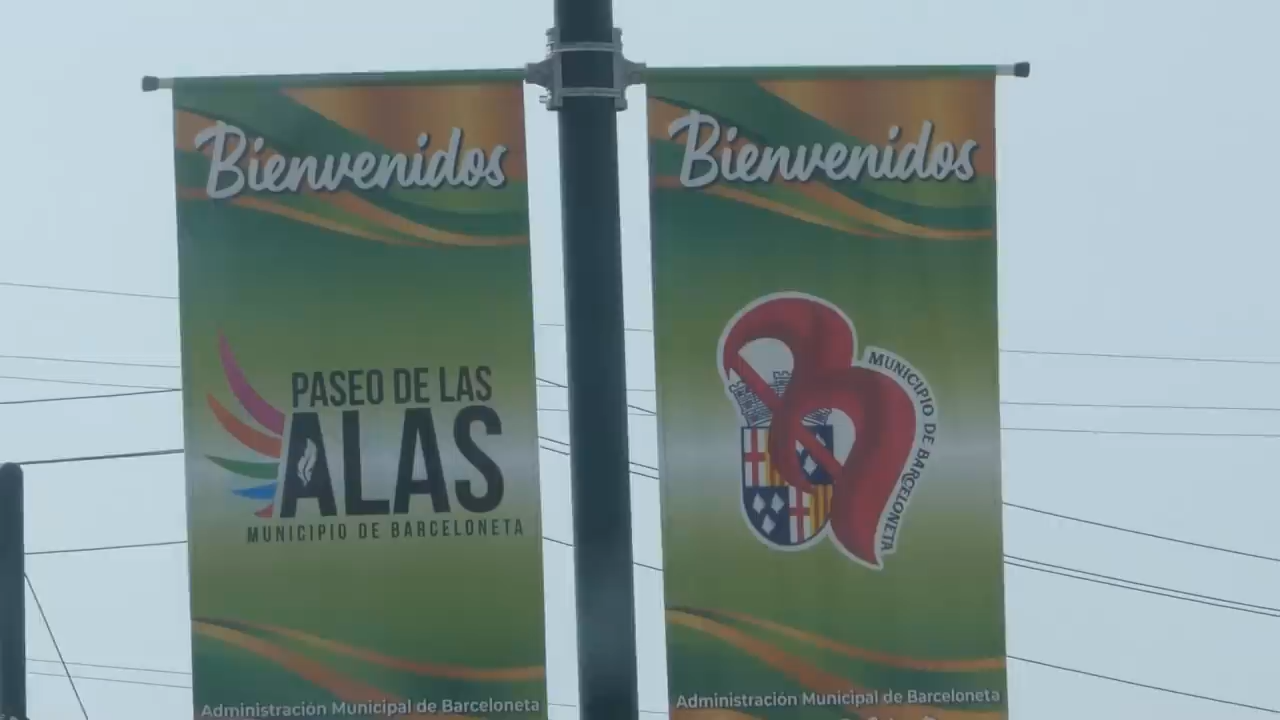 Bienvenidos
PASEO DE LAS
ALAS
MUNICIPIO DE BARCELONETA
Administración Municipal de Barceloneta
Bienvenidos
MUNICIPIO DE BARCELONETA
Administración Municipal de Barceloneta